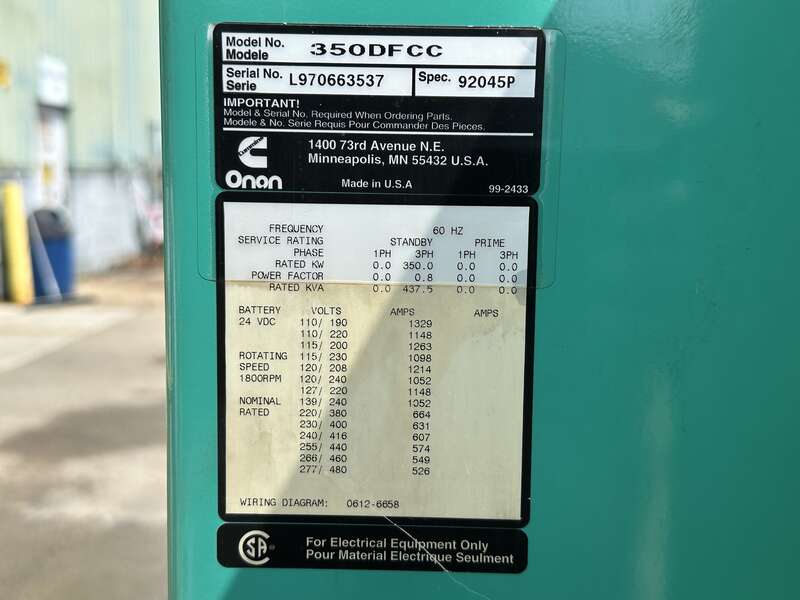 Model No. 350DFCC
Modele
Serial No. L970663537 Spec. 92045P
Serie
IMPORTANT!
Model & Serial No. Required When Ordering Parts.
Modele & No. Serie Requis Pour Commander Des Pieces.
1400 73rd Avenue N.E.
Minneapolis, MN 55432 U.S.A.
Onan Made in U.S.A 99-2433
FREQUENCY 60 HZ
SERVICE RATING STANDBY PRIME
PHASE 1PH 3PH 1PH 3PH
RATED KW 0.0 350.0 0.0 0.0
POWER FACTOR 0.0 0.8 0.0 0.0
RATED KVA 0.0 437.5 0.0 0.0
BATTERY VOLTS AMPS AMPS
24 VDC 110/ 190 1329
110/ 220 1148
115/ 200 1263
ROTATING 115/ 230 1098
SPEED 120/ 208 1214
1800RPM 120/ 240 1052
127/ 220 1148
NOMINAL 139/ 240 1052
RATED 220/ 380 664
230/ 400 631
240/ 416 607
255/ 440 574
266/ 460 549
277/ 480 526
WIRING DIAGRAM: 0612-6658
CSA ® For Electrical Equipment Only
Pour Material Electrique Seulment